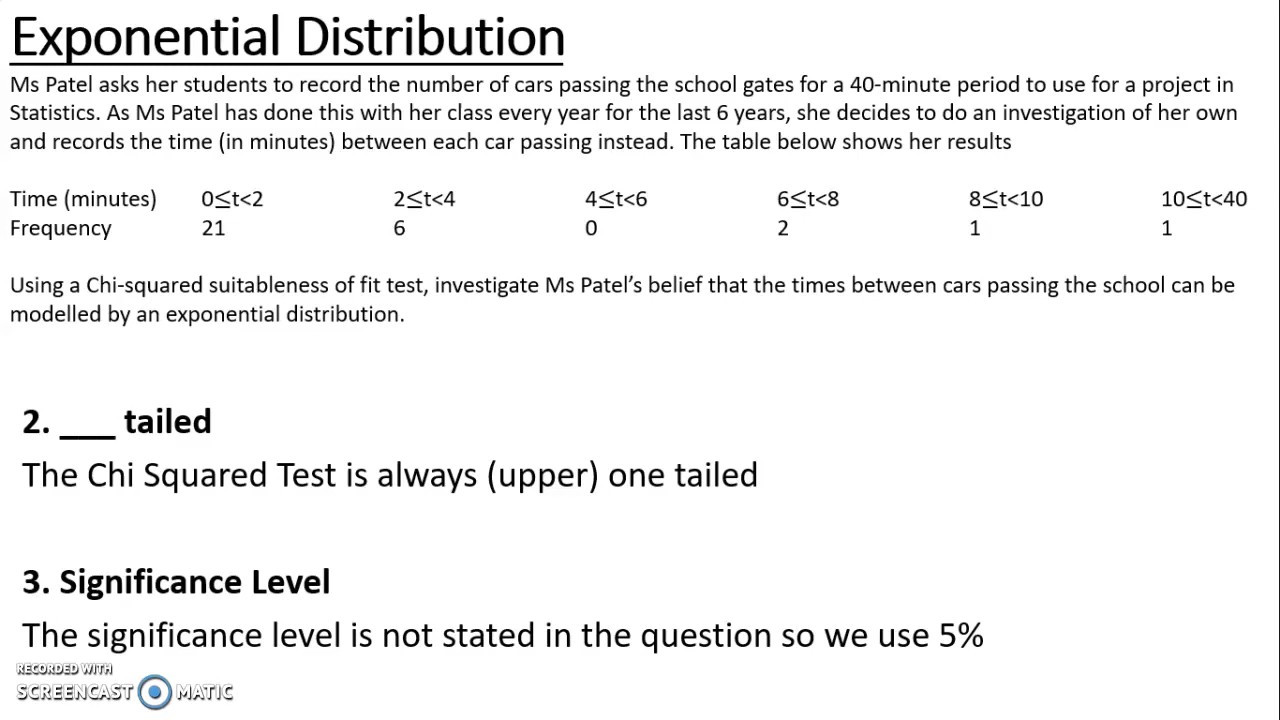 Exponential Distribution
Ms Patel asks her students to record the number of cars passing the school gates for a 40-minute period to use for a project in
Statistics. As Ms Patel has done this with her class every year for the last 6 years, she decides to do an investigation of her own
and records the time (in minutes) between each car passing instead. The table below shows her results
Time (minutes) 0≤t<2 2≤t<4 4≤t<6 6≤t<8 8≤t<10 10≤t<40
Frequency 21 6 0 2 1 1
Using a Chi-squared suitableness of fit test, investigate Ms Patel’s belief that the times between cars passing the school can be
modelled by an exponential distribution.
2. ___ tailed
The Chi Squared Test is always (upper) one tailed
3. Significance Level
The significance level is not stated in the question so we use 5%
RECORDED WITH
SCREENCAST MATIC